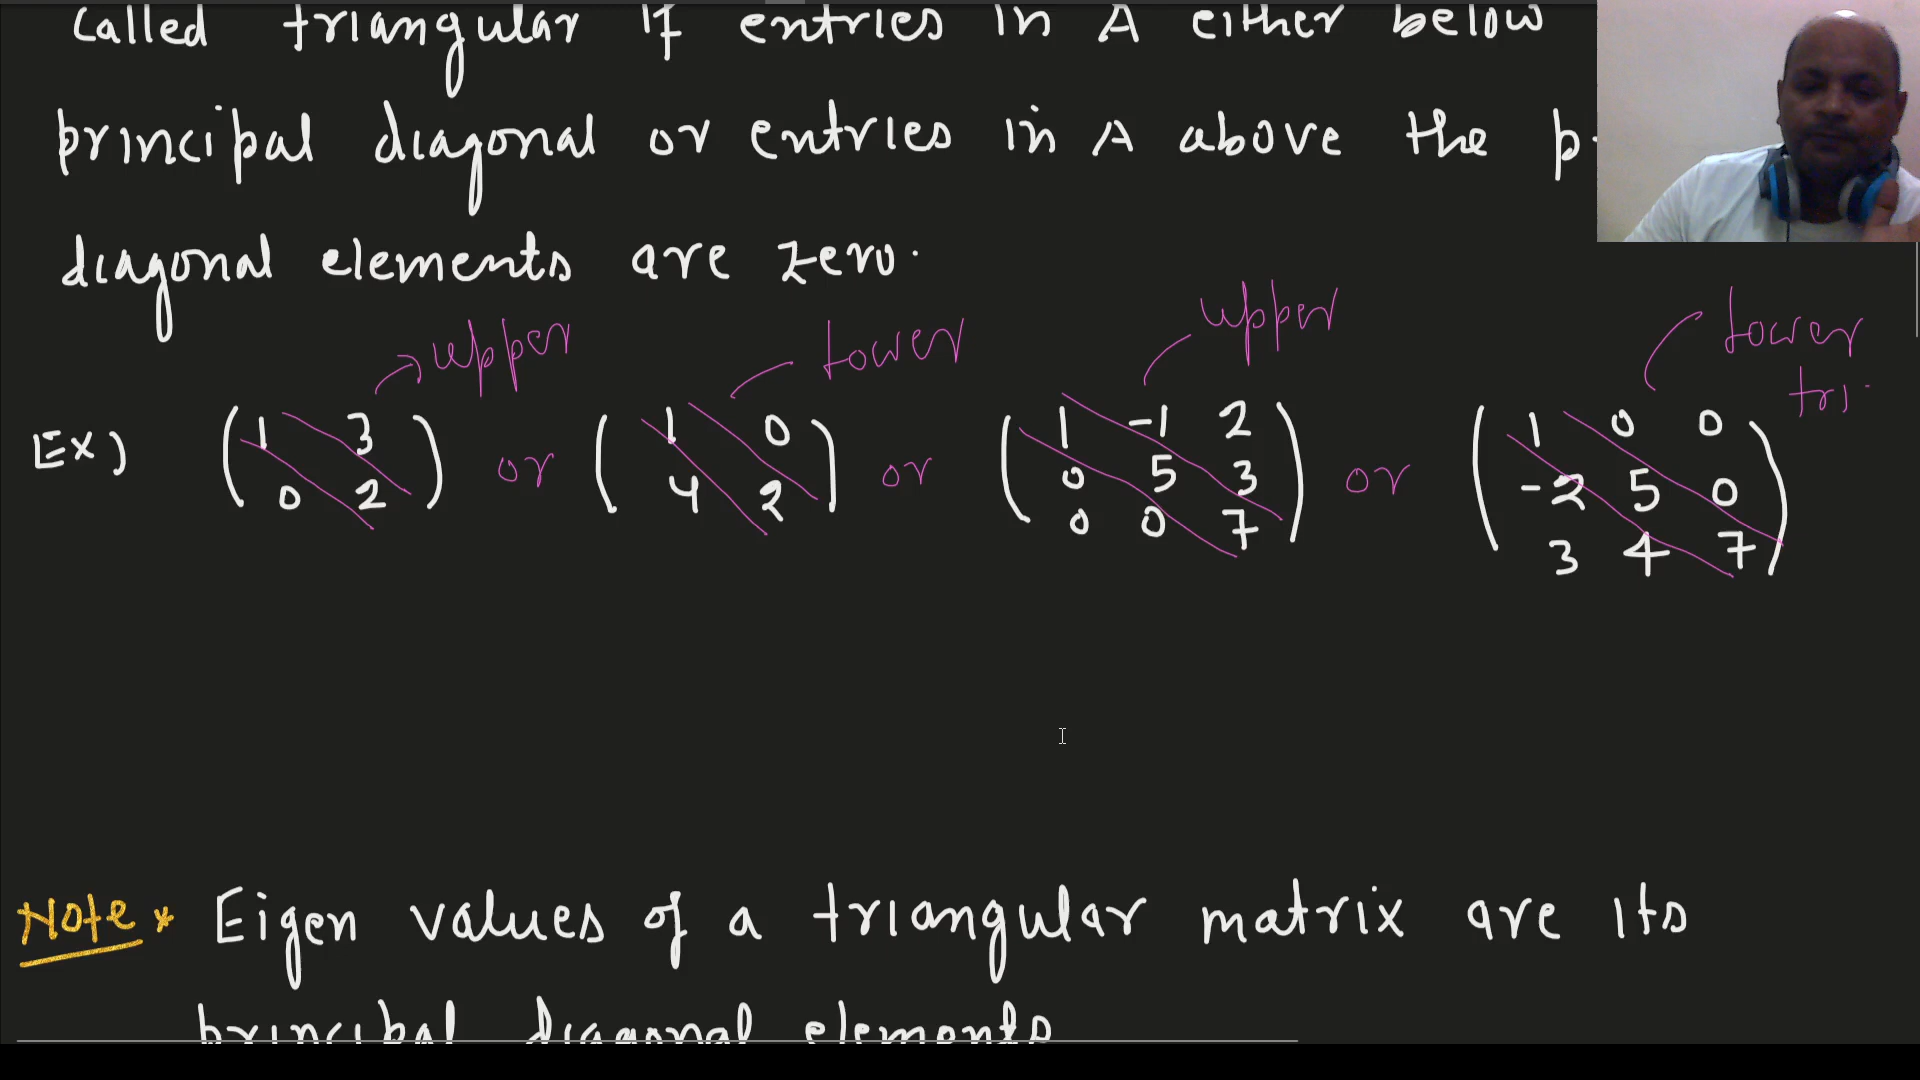 called triangular if entries in A either below
principal diagonal or entries in A above the p.
diagonal elements are zero.
upper lower upper lower
tri.
Ex) ( 1 3 ) or ( 1 0 ) or ( 1 -1 2 ) or ( 1 0 0 )
0 2 4 2 0 5 3 -2 5 0
0 0 7 3 4 7
Note * Eigen values of a triangular matrix are its
principal diagonal elements